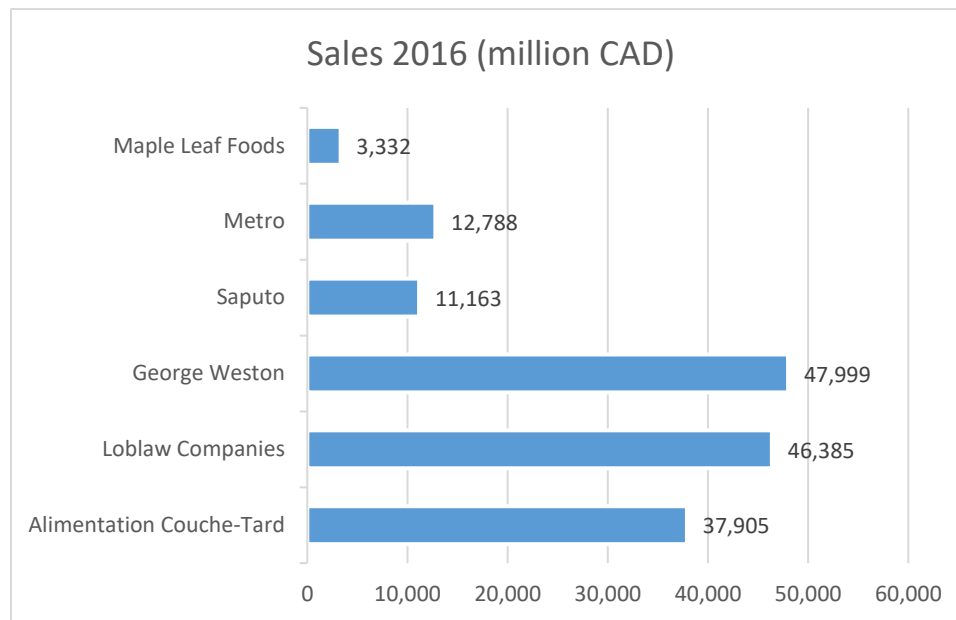 Sales 2016 (million CAD)
Maple Leaf Foods 3,332
Metro 12,788
Saputo 11,163
George Weston 47,999
Loblaw Companies 46,385
Alimentation Couche-Tard 37,905
0 10,000 20,000 30,000 40,000 50,000 60,000